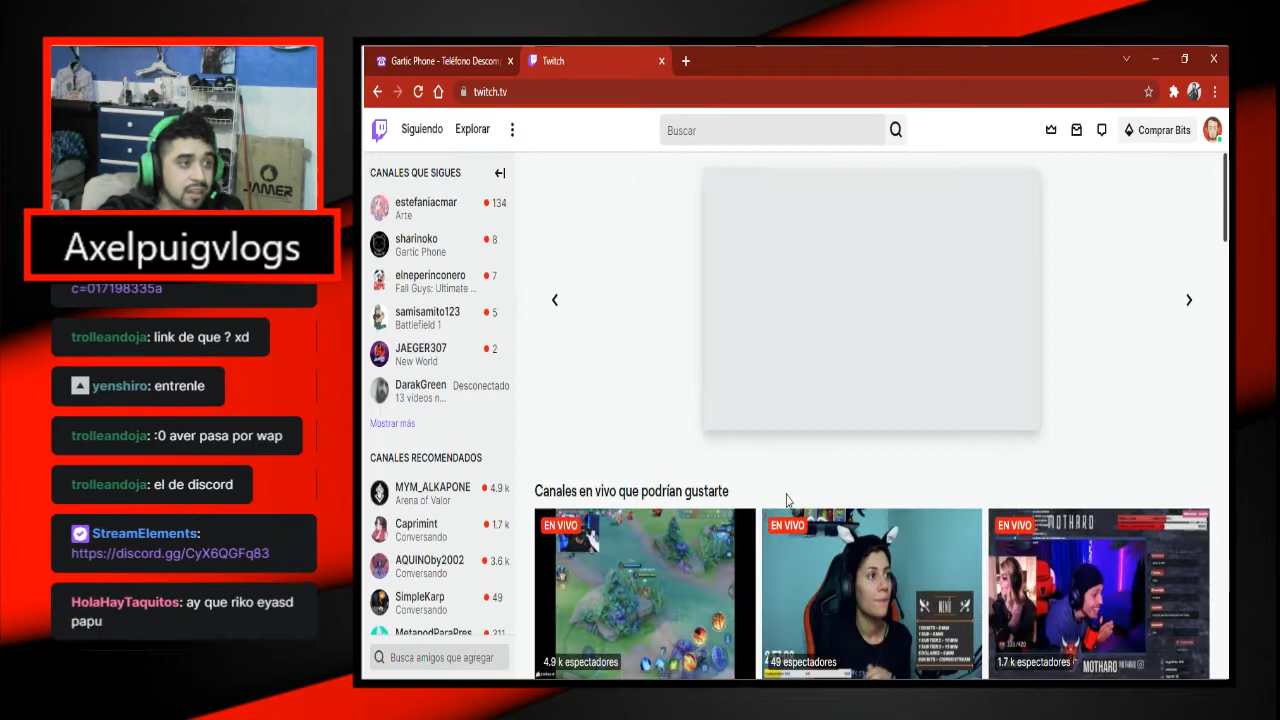 Axelpuigvlogs
c=017198335a
trolleandoja: link de que ? xd
yenshiro: entrenle
trolleandoja: :0 aver pasa por wap
trolleandoja: el de discord
StreamElements:
https://discord.gg/CyX6QGFq83
HolaHayTaquitos: ay que riko eyasd
papu
JAMER
Gartic Phone - Teléfono Descomp
Twitch
twitch.tv
Siguiendo
Explorar
Buscar
Comprar Bits
CANALES QUE SIGUES
estefaniacmar 134
Arte
sharinoko 8
Gartic Phone
elneperinconero 7
Fall Guys: Ultimate ...
samisamito123 5
Battlefield 1
JAEGER307 2
New World
DarakGreen Desconectado
13 videos n...
Mostrar más
CANALES RECOMENDADOS
MYM_ALKAPONE 4.9 k
Arena of Valor
Caprimint 1.7 k
Conversando
AQUINOby2002 3.6 k
Conversando
SimpleKarp 49
Conversando
MetapodParaPres 311
Busca amigos que agregar
Canales en vivo que podrían gustarte
EN VIVO
4.9 k espectadores
EN VIVO
MENÚ
49 espectadores
EN VIVO
MOTHARO
1.7 k espectadores
MOTHARO